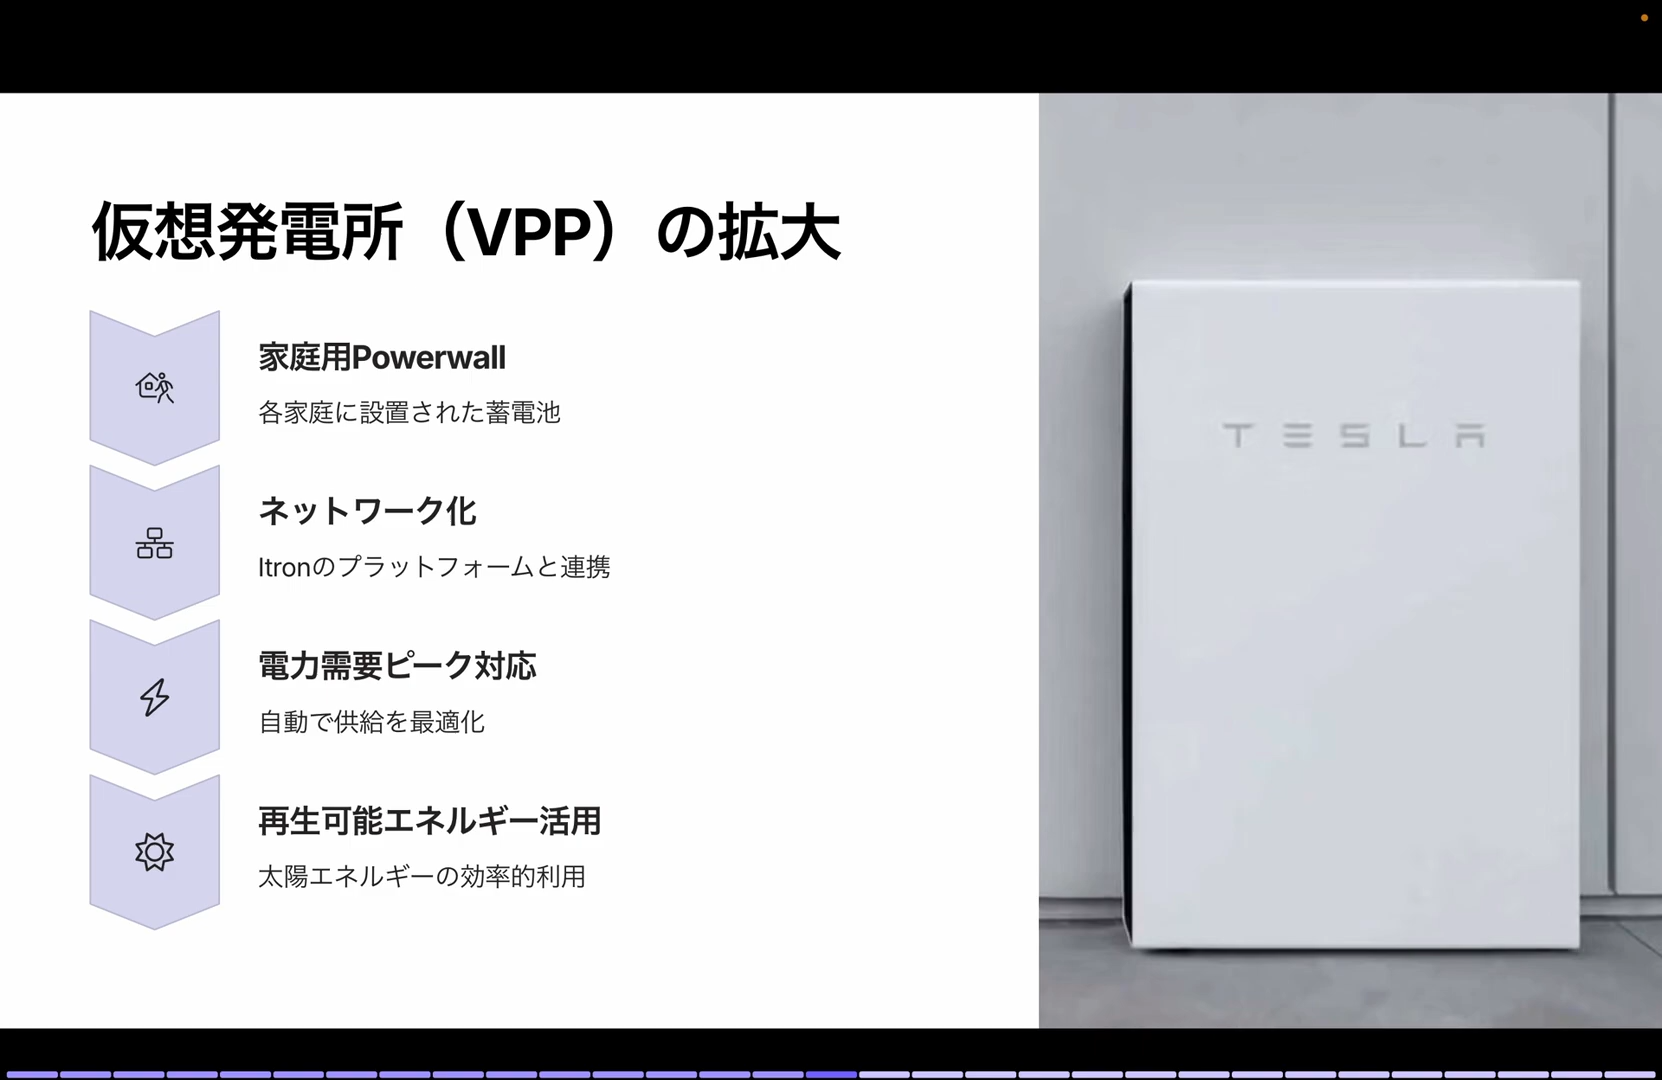 仮想発電所（VPP）の拡大
家庭用Powerwall
各家庭に設置された蓄電池
ネットワーク化
Itronのプラットフォームと連携
電力需要ピーク対応
自動で供給を最適化
再生可能エネルギー活用
太陽エネルギーの効率的利用
TESLA